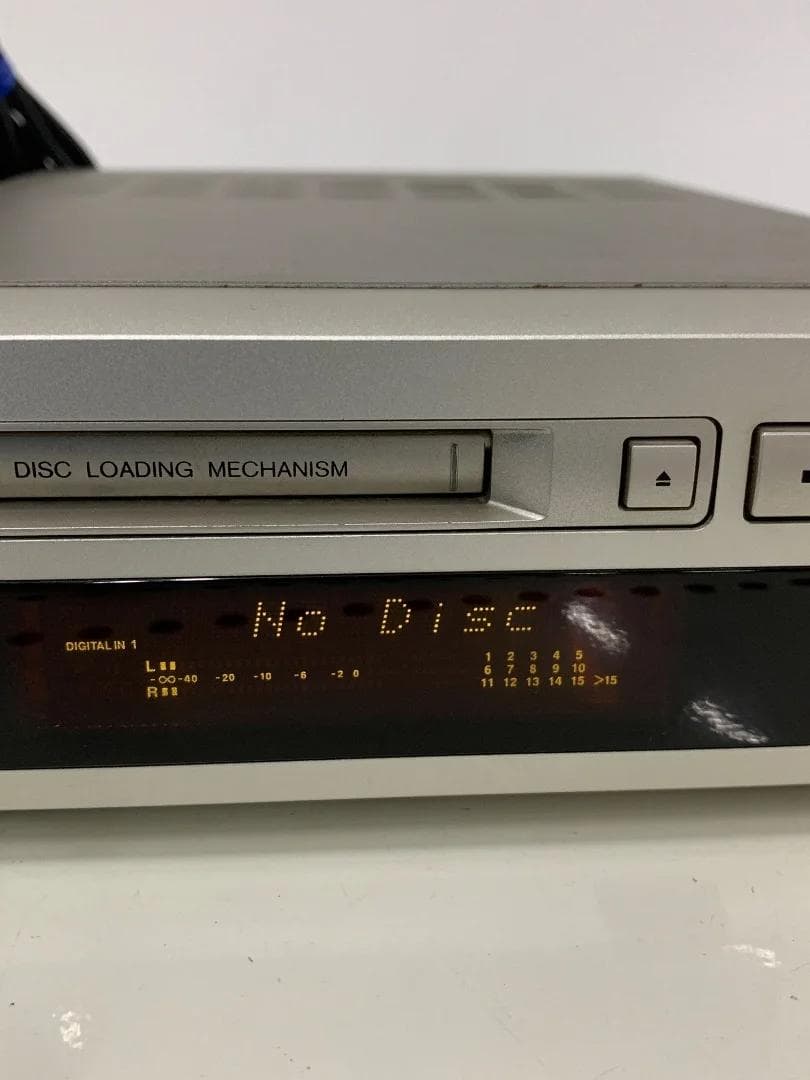 DISC LOADING MECHANISM
No Disc
DIGITAL IN 1
L
-∞ -40 -20 -10 -6 -2 0
R
1 2 3 4 5
6 7 8 9 10
11 12 13 14 15 >15